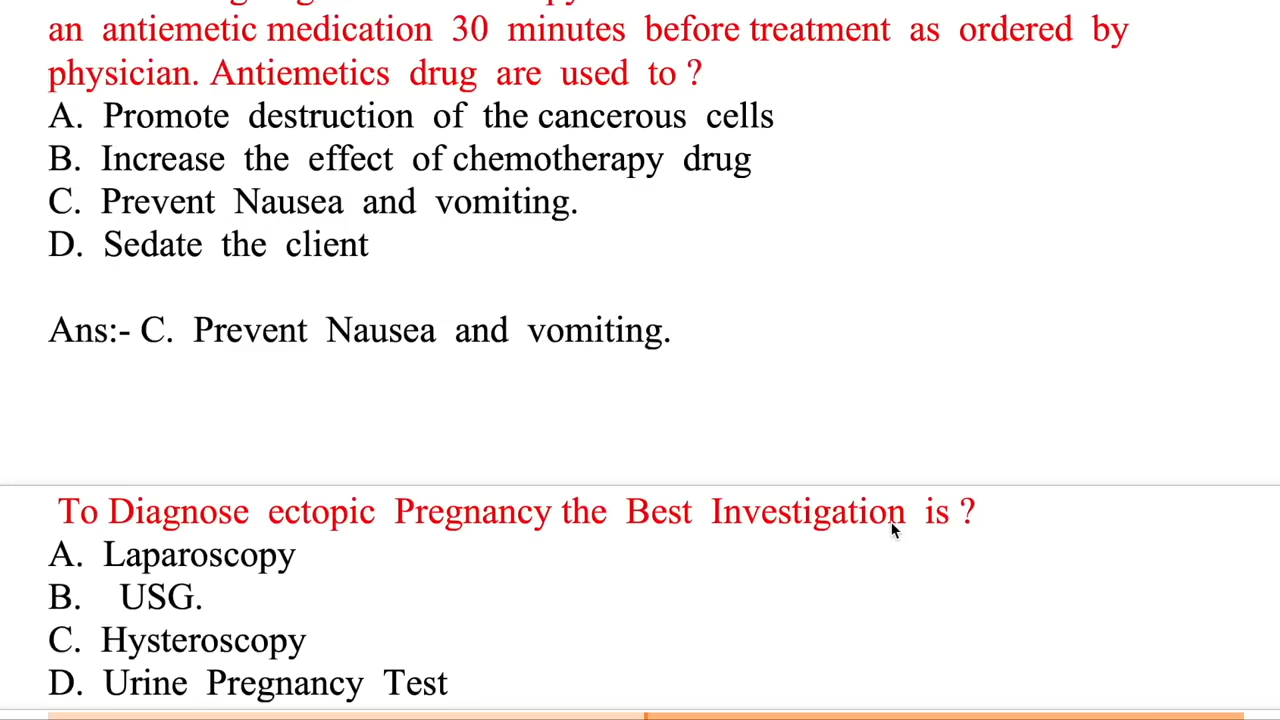 an antiemetic medication 30 minutes before treatment as ordered by
physician. Antiemetics drug are used to ?
A. Promote destruction of the cancerous cells
B. Increase the effect of chemotherapy drug
C. Prevent Nausea and vomiting.
D. Sedate the client
Ans:- C. Prevent Nausea and vomiting.
To Diagnose ectopic Pregnancy the Best Investigation is ?
A. Laparoscopy
B. USG.
C. Hysteroscopy
D. Urine Pregnancy Test